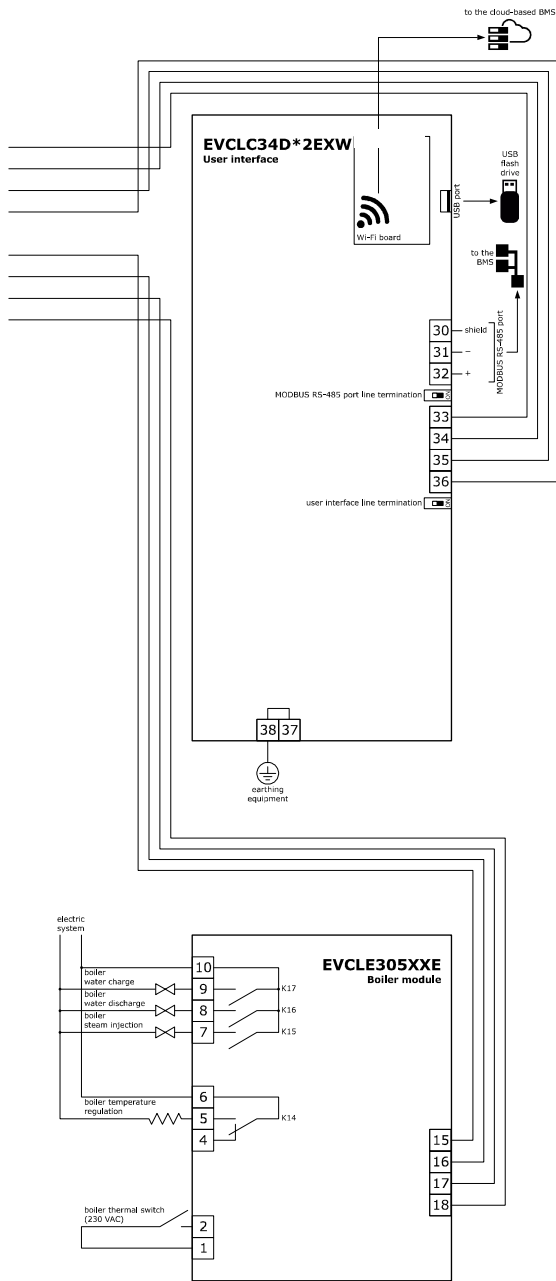 to the cloud-based BMS
EVCLC34D*2EXW
User interface
USB
flash
drive
USB port
Wi-Fi board
to the
BMS
30
shield
31
–
32
+
MODBUS RS-485 port
MODBUS RS-485 port line termination
ON
33
34
35
36
user interface line termination
ON
38 37
earthing
equipment
electric
system
EVCLE305XXE
Boiler module
10
boiler
water charge
9
K17
boiler
water discharge
8
K16
boiler
steam injection
7
K15
6
boiler temperature
regulation
5
K14
4
15
16
17
18
boiler thermal switch
(230 VAC)
2
1